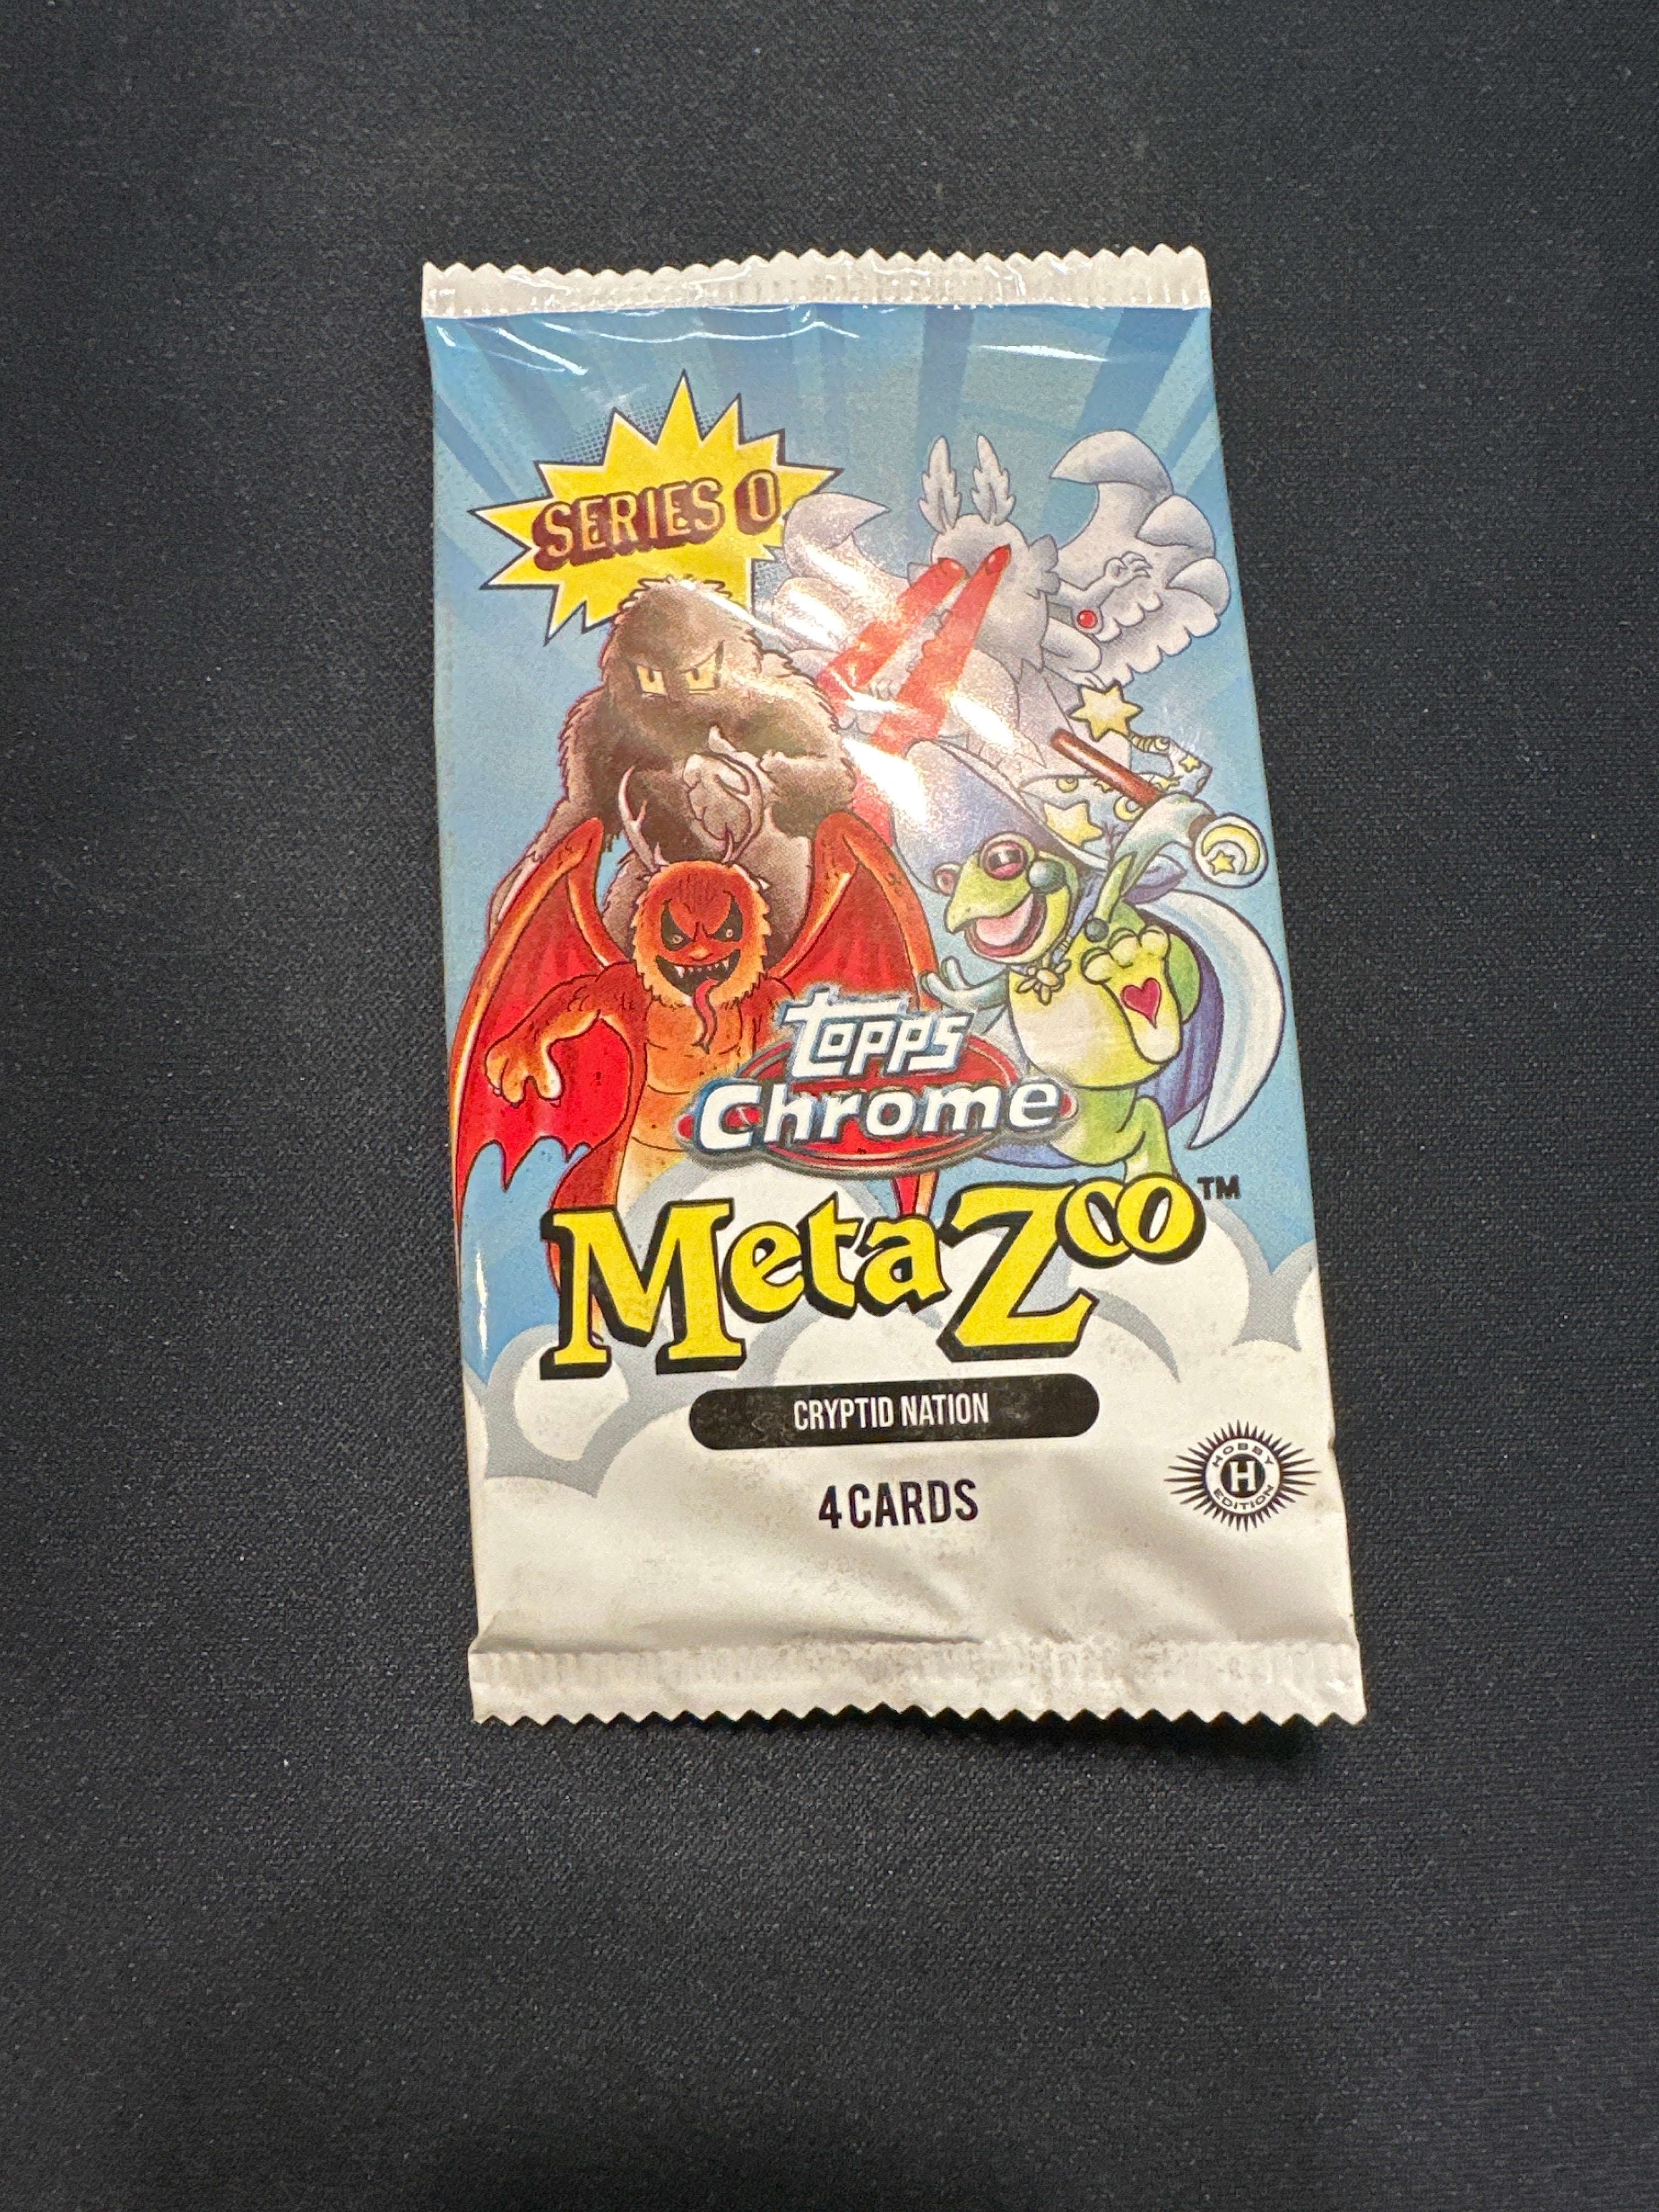 SERIES 0
Topps
Chrome
MetaZoo™
CRYPTID NATION
4 CARDS
HOBBY
H
EDITION